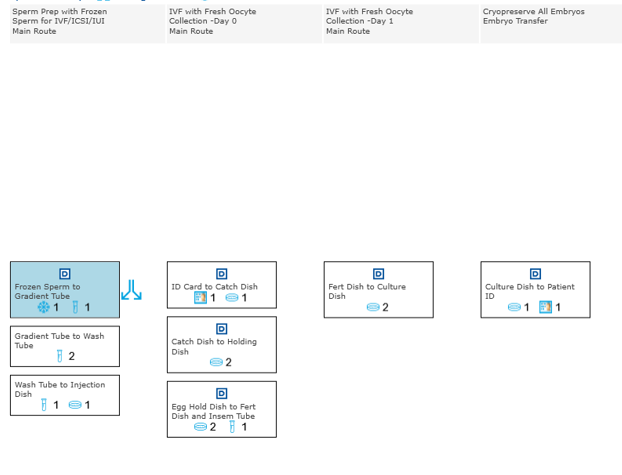 Sperm Prep with Frozen
Sperm for IVF/ICSI/IUI
Main Route
IVF with Fresh Oocyte
Collection -Day 0
Main Route
IVF with Fresh Oocyte
Collection -Day 1
Main Route
Cryopreserve All Embryos
Embryo Transfer
D
Frozen Sperm to
Gradient Tube
1 1
Gradient Tube to Wash
Tube
2
Wash Tube to Injection
Dish
1 1
D
ID Card to Catch Dish
1 1
D
Catch Dish to Holding
Dish
2
D
Egg Hold Dish to Fert
Dish and Insem Tube
2 1
D
Fert Dish to Culture
Dish
2
D
Culture Dish to Patient
ID
1 1